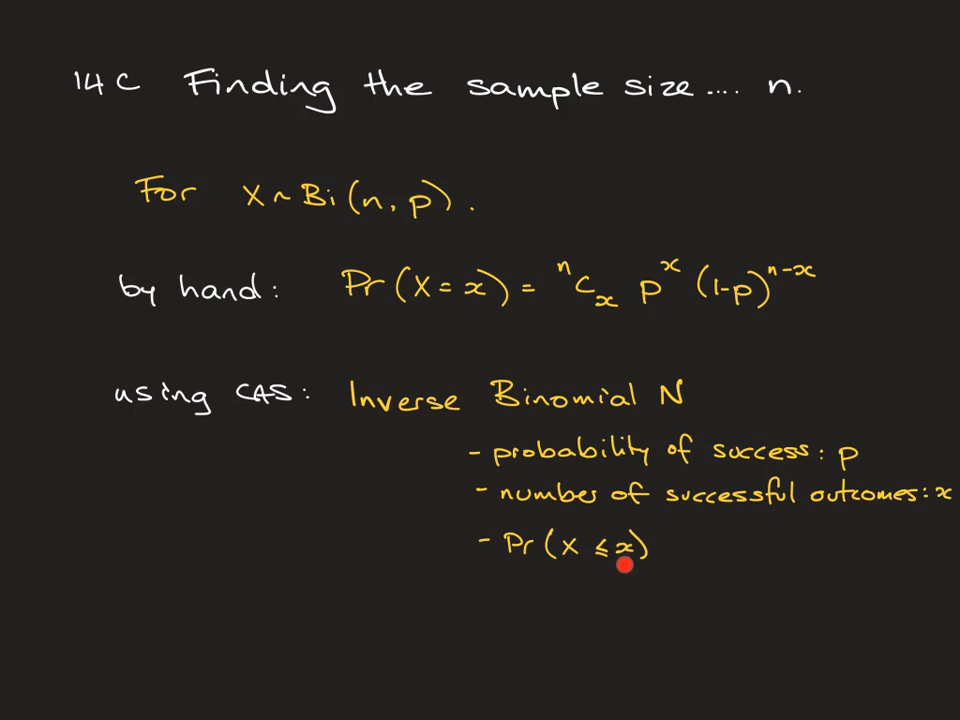 14C Finding the sample size.... n.
For X ~ Bi(n, p).
by hand: Pr(X = x) = ⁿCₓ pˣ (1-p)ⁿ⁻ˣ
using CAS: Inverse Binomial N
- probability of success: p
- number of successful outcomes: x
- Pr(X ≤ x)